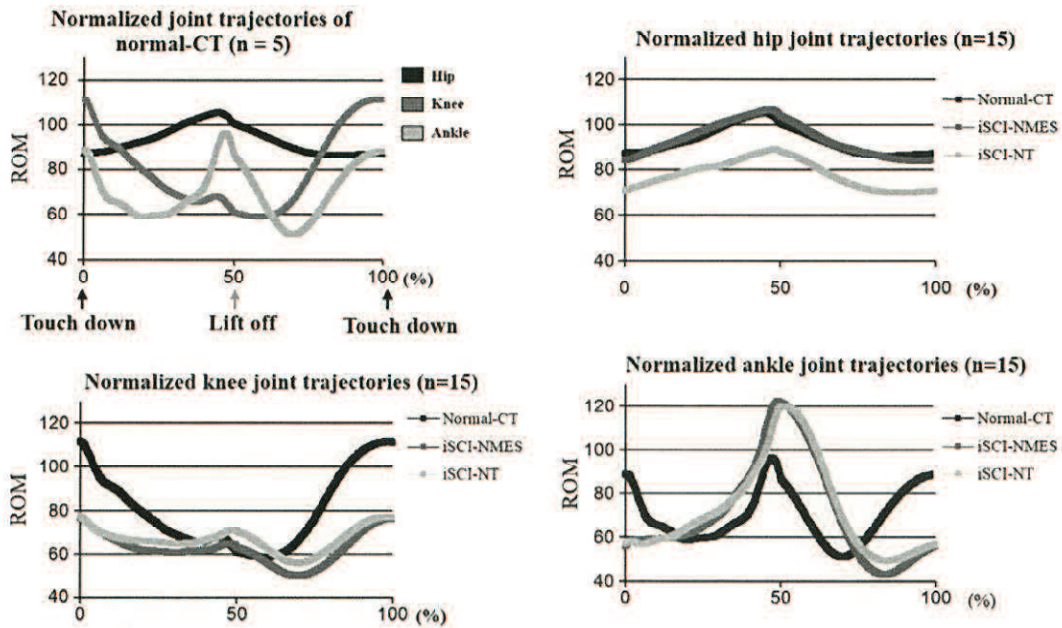 Normalized joint trajectories of
normal-CT (n = 5)
120
100
80
60
40
ROM
0
50
100
(%)
Hip
Knee
Ankle
Touch down
Lift off
Touch down
Normalized hip joint trajectories (n=15)
120
100
80
60
40
ROM
0
50
100
(%)
Normal-CT
iSCI-NMES
iSCI-NT
Normalized knee joint trajectories (n=15)
120
100
80
60
40
ROM
0
50
100
(%)
Normal-CT
iSCI-NMES
iSCI-NT
Normalized ankle joint trajectories (n=15)
120
100
80
60
40
ROM
0
50
100
(%)
Normal-CT
iSCI-NMES
iSCI-NT